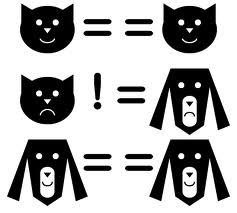 ==
!=
==